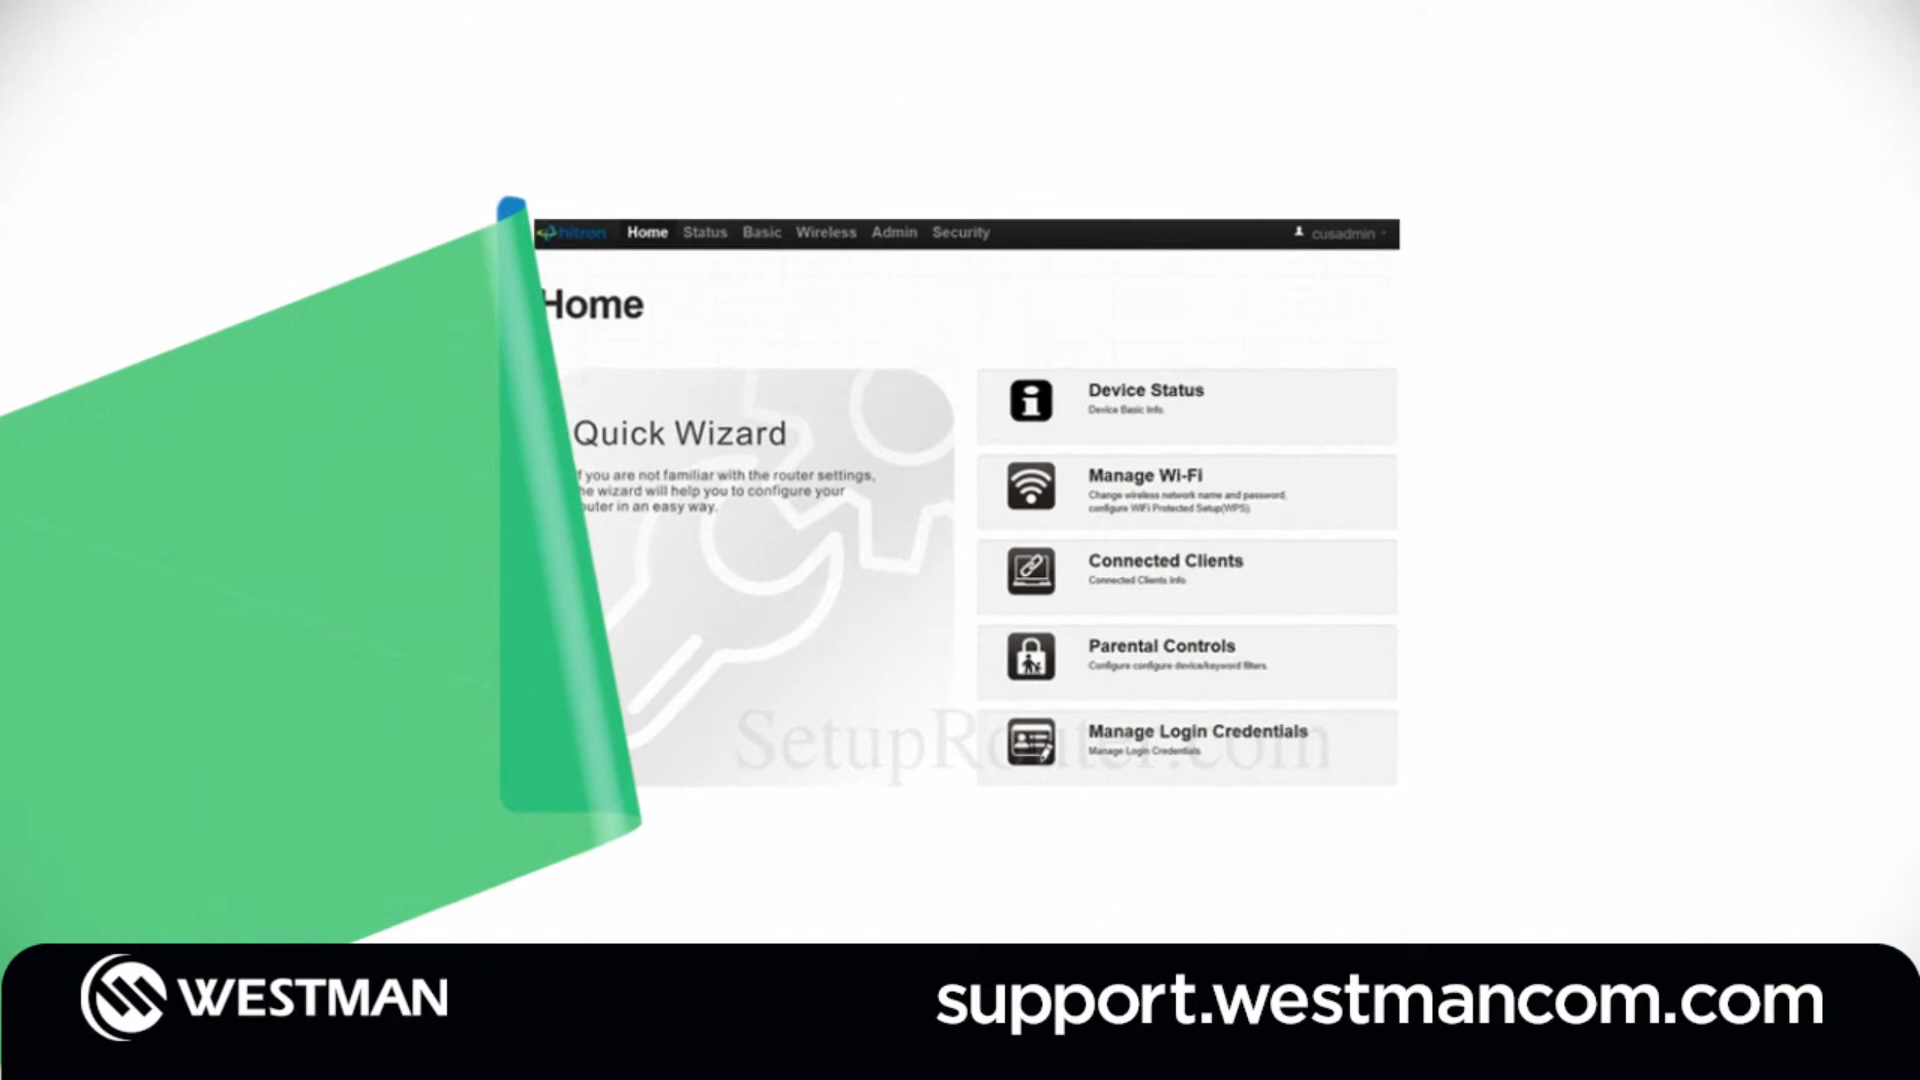 hitron Home Status Basic Wireless Admin Security cusadmin
Home
Quick Wizard
f you are not familiar with the router settings,
he wizard will help you to configure your
outer in an easy way.
Device Status
Device Basic Info.
Manage Wi-Fi
Change wireless network name and password,
configure WiFi Protected Setup(WPS)
Connected Clients
Connected Clients Info
Parental Controls
Configure configure device/keyword filters.
Manage Login Credentials
Manage Login Credentials.
SetupRouter.com
WESTMAN
support.westmancom.com